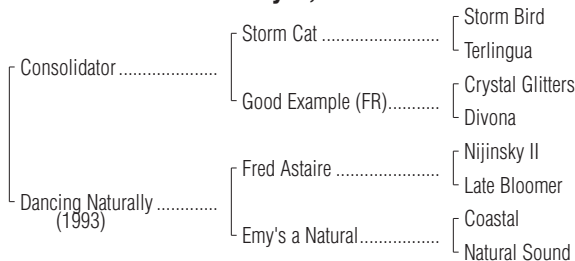 Storm Bird
Storm Cat ........................
Terlingua
Consolidator ....................
Crystal Glitters
Good Example (FR)...........
Divona
Nijinsky II
Fred Astaire .....................
Late Bloomer
Dancing Naturally .............
(1993)
Coastal
Emy's a Natural................
Natural Sound